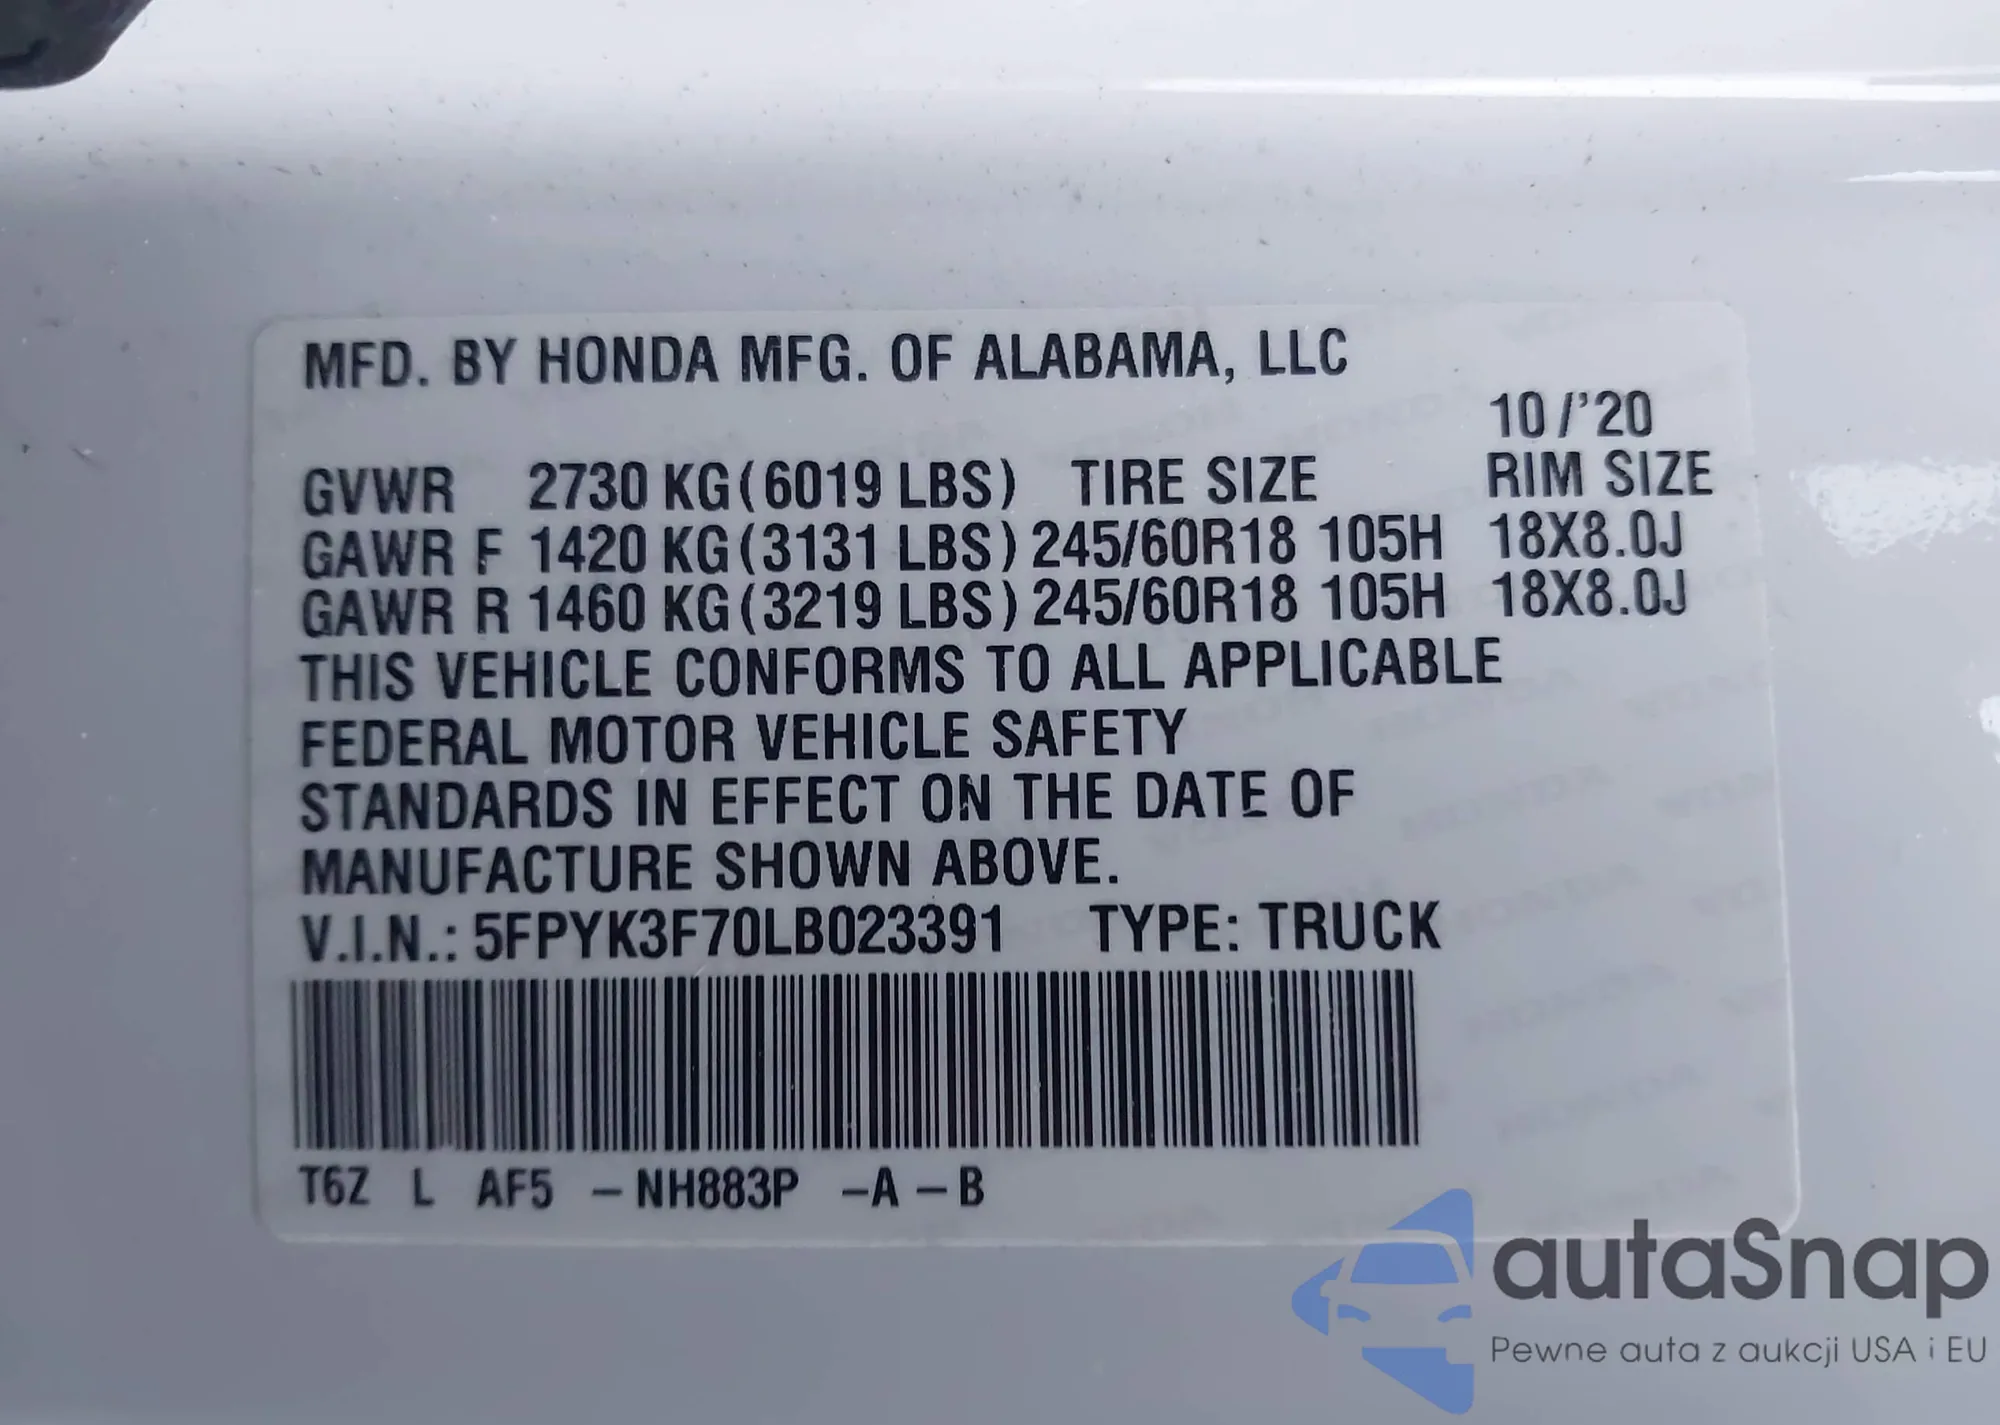 MFD. BY HONDA MFG. OF ALABAMA, LLC
10/'20
GVWR 2730 KG(6019 LBS) TIRE SIZE RIM SIZE
GAWR F 1420 KG(3131 LBS) 245/60R18 105H 18X8.0J
GAWR R 1460 KG(3219 LBS) 245/60R18 105H 18X8.0J
THIS VEHICLE CONFORMS TO ALL APPLICABLE
FEDERAL MOTOR VEHICLE SAFETY
STANDARDS IN EFFECT ON THE DATE OF
MANUFACTURE SHOWN ABOVE.
V.I.N.: 5FPYK3F70LB023391 TYPE: TRUCK
T6Z L AF5 -NH883P -A -B
autaSnap
Pewne auta z aukcji USA i EU